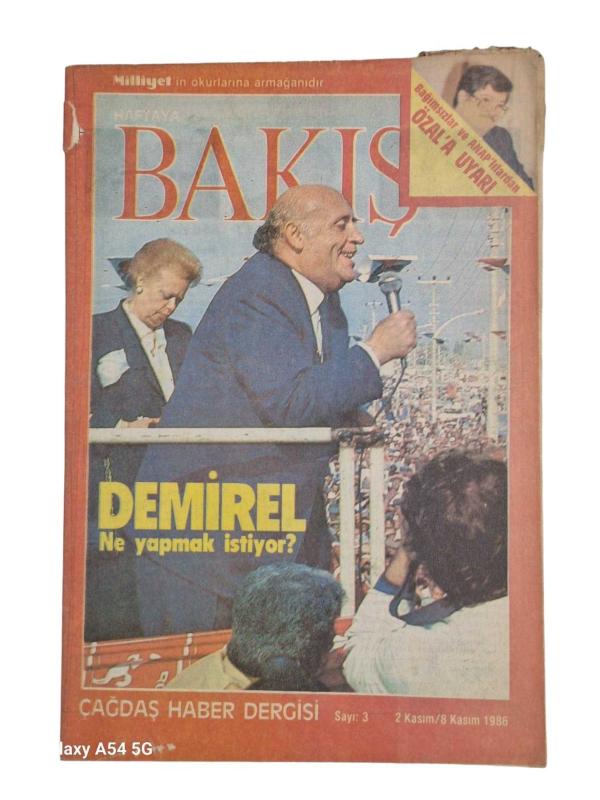 Milliyet'in okurlarına armağanıdır
HAFTAYA
BAKIŞ
Bağımsızlar ve ANAP'lılardan
ÖZAL'A UYARI
DEMİREL
Ne yapmak istiyor?
ÇAĞDAŞ HABER DERGİSİ Sayı: 3 2 Kasım/8 Kasım 1986
laxy A54 5G